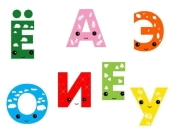 Ё А Э
О И Е У